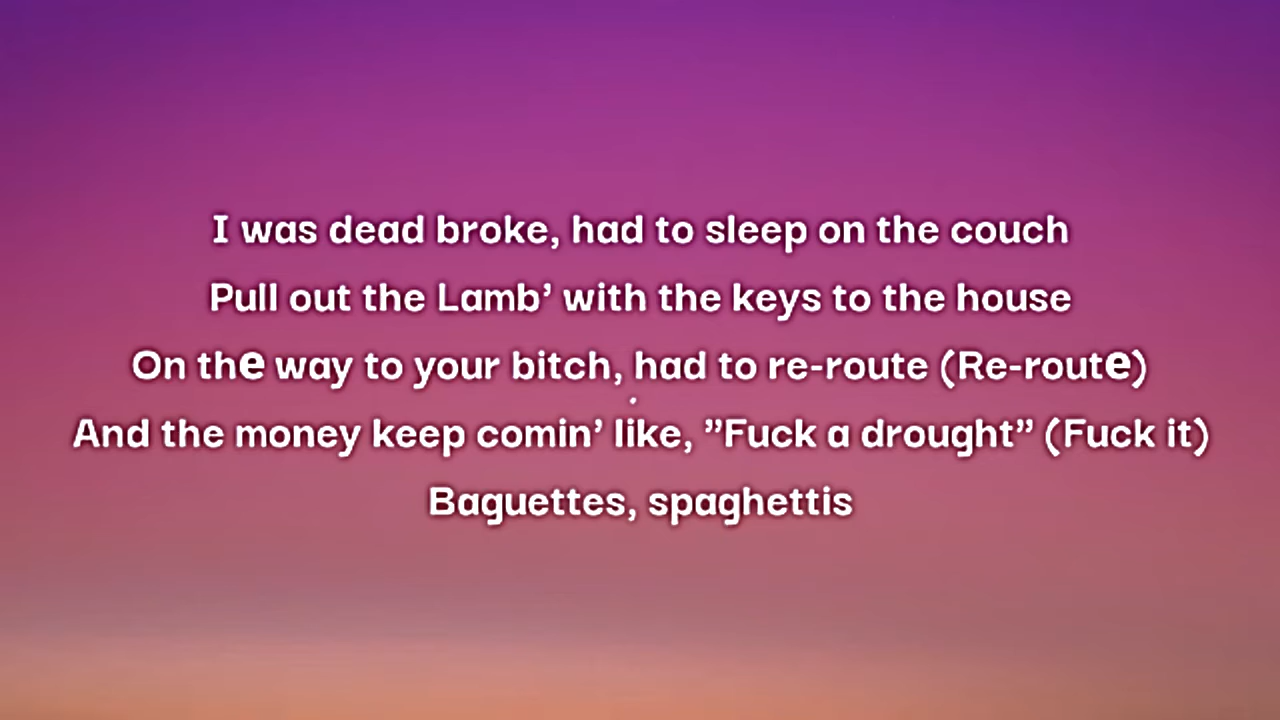 I was dead broke, had to sleep on the couch
Pull out the Lamb’ with the keys to the house
On the way to your bitch, had to re-route (Re-route)
And the money keep comin’ like, ”Fuck a drought” (Fuck it)
Baguettes, spaghettis